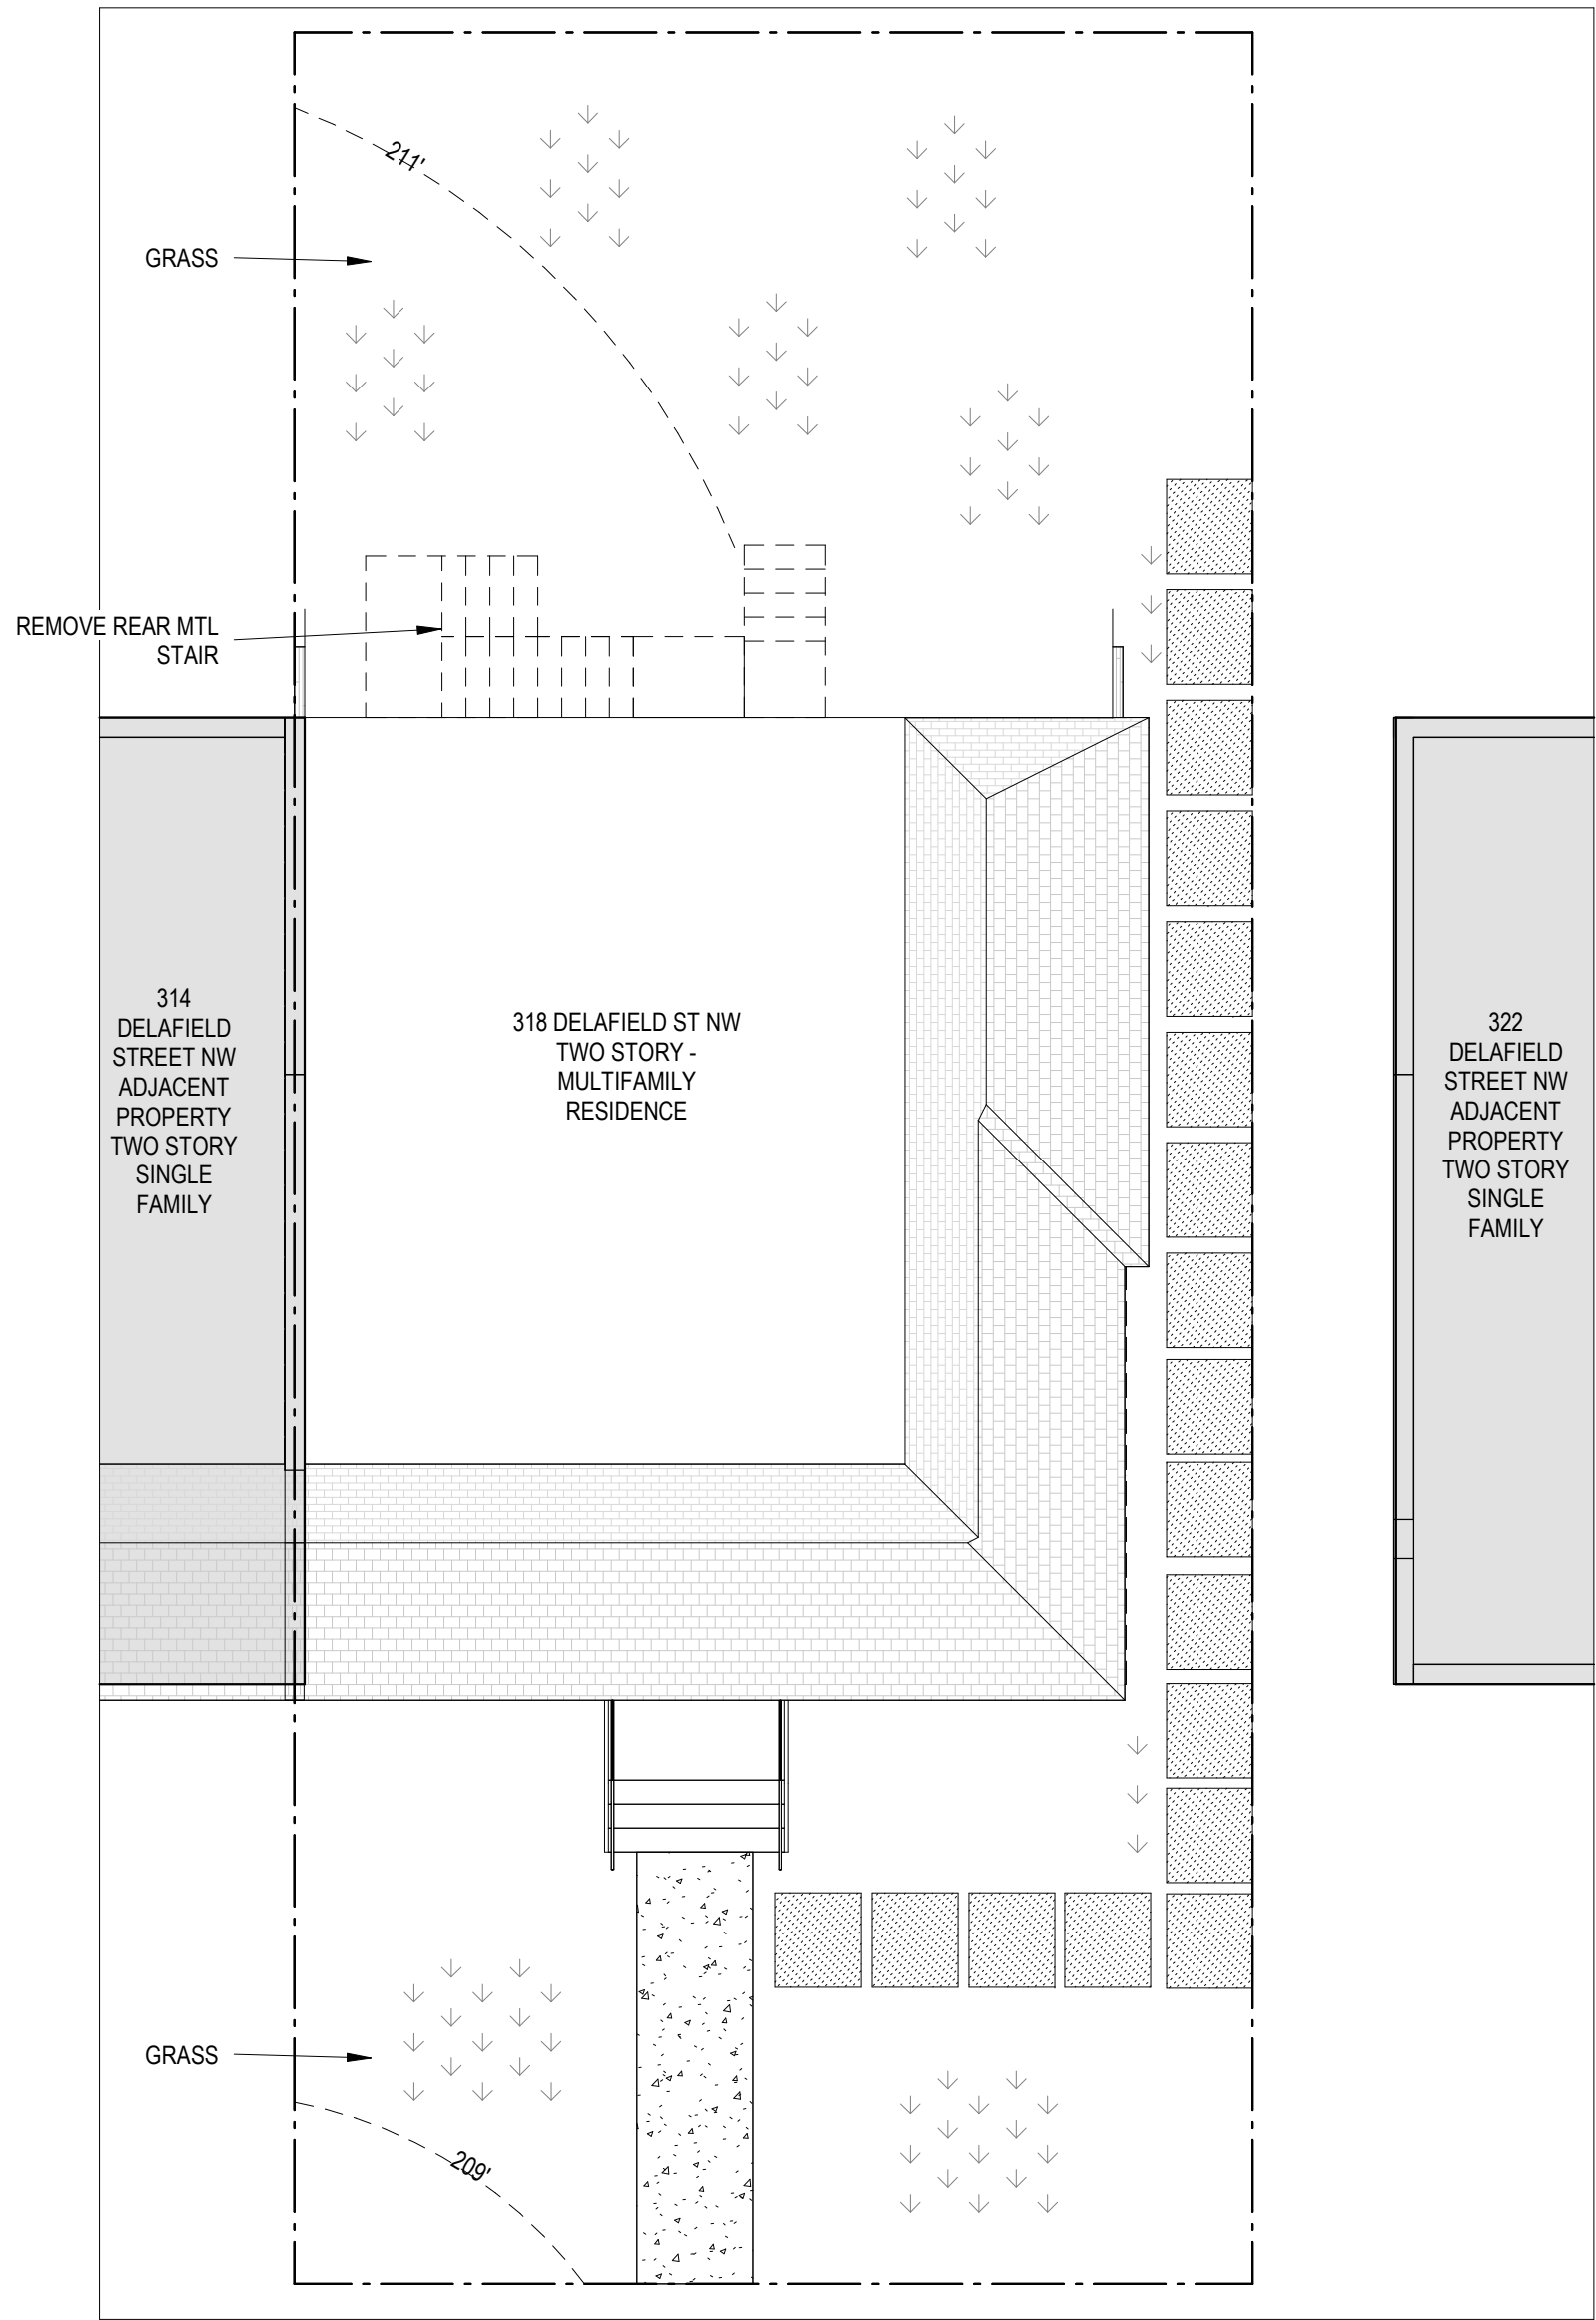 211'
GRASS
REMOVE REAR MTL
STAIR
314
DELAFIELD
STREET NW
ADJACENT
PROPERTY
TWO STORY
SINGLE
FAMILY
318 DELAFIELD ST NW
TWO STORY -
MULTIFAMILY
RESIDENCE
322
DELAFIELD
STREET NW
ADJACENT
PROPERTY
TWO STORY
SINGLE
FAMILY
GRASS
209'